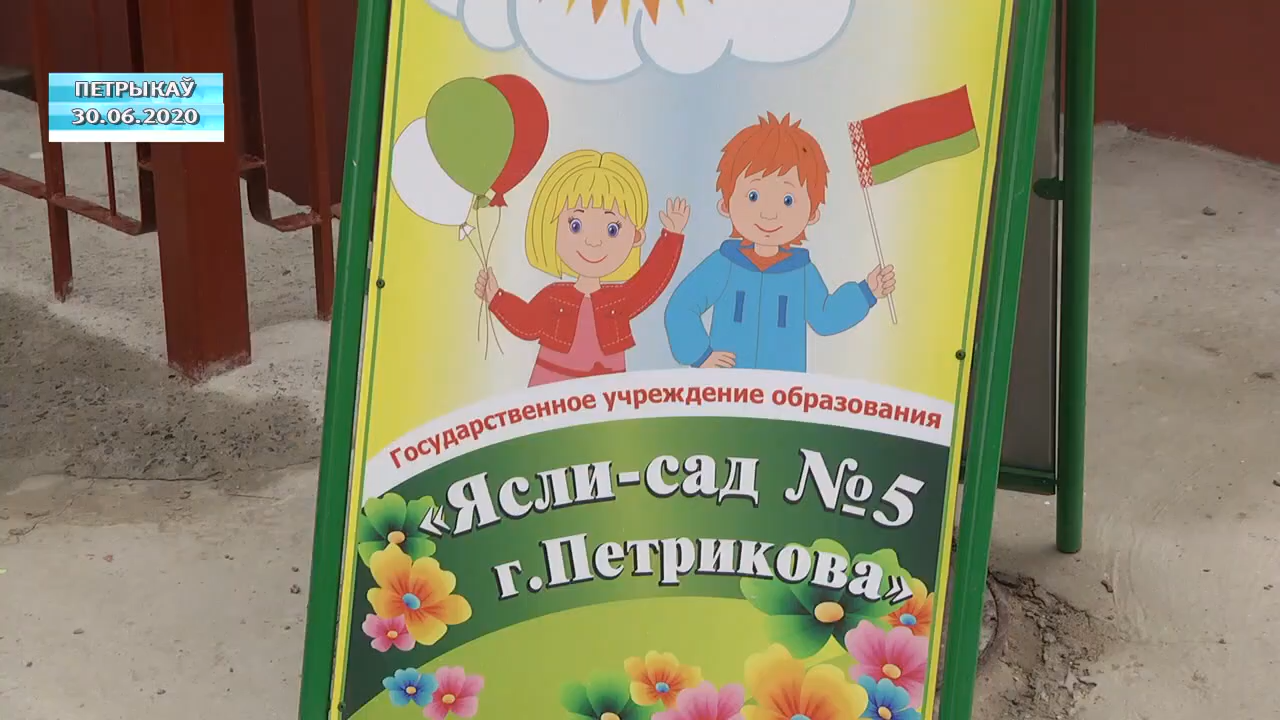 ПЕТРЫКАЎ
30.06.2020
Государственное учреждение образования
«Ясли-сад №5
г.Петрикова»